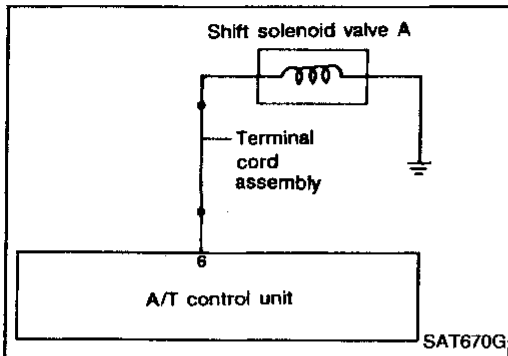 Shift solenoid valve A
Terminal
cord
assembly
6
A/T control unit
SAT670G